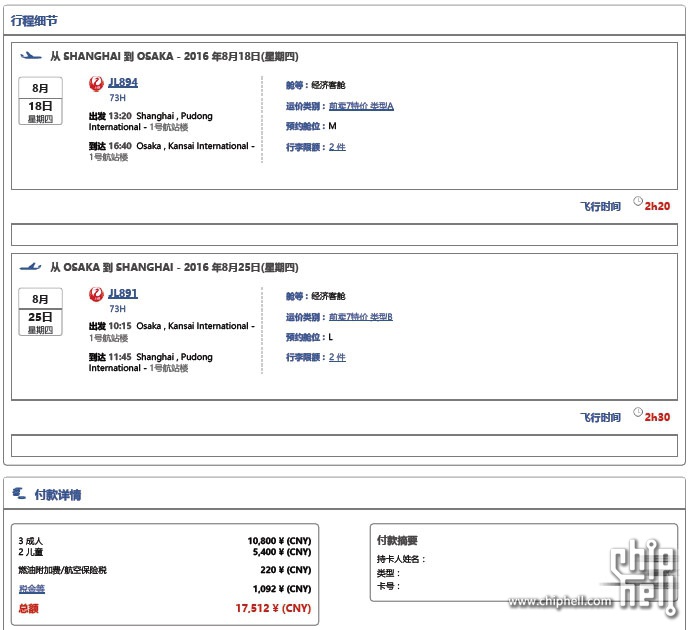 行程细节
从 SHANGHAI 到 OSAKA - 2016 年8月18日(星期四)
8月
18日
星期四
JL894
73H
出发 13:20 Shanghai , Pudong
International - 1号航站楼
到达 16:40 Osaka , Kansai International -
1号航站楼
舱等：经济客舱
运价类别：前卖7特价 类型A
预约舱位：M
行李限额：2 件
飞行时间 2h20
从 OSAKA 到 SHANGHAI - 2016 年8月25日(星期四)
8月
25日
星期四
JL891
73H
出发 10:15 Osaka , Kansai International -
1号航站楼
到达 11:45 Shanghai , Pudong
International - 1号航站楼
舱等：经济客舱
运价类别：前卖7特价 类型B
预约舱位：L
行李限额：2 件
飞行时间 2h30
付款详情
3 成人 10,800 ¥ (CNY)
2 儿童 5,400 ¥ (CNY)
燃油附加费/航空保险税 220 ¥ (CNY)
税金等 1,092 ¥ (CNY)
总额 17,512 ¥ (CNY)
付款摘要
持卡人姓名：
类型：
卡号：
chip
hell
www.chiphell.com